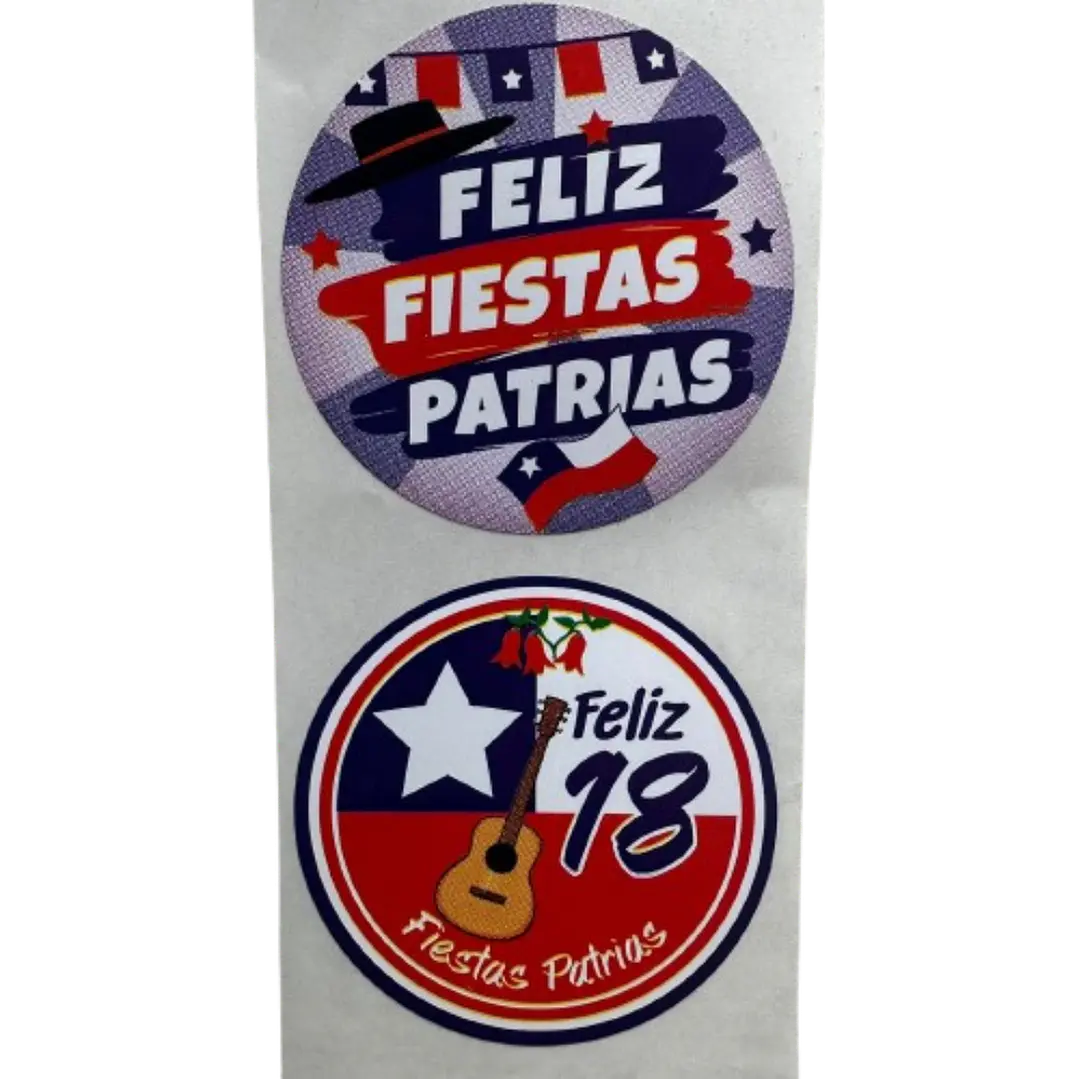 FELIZ
FIESTAS
PATRIAS
Feliz
18
Fiestas Patrias